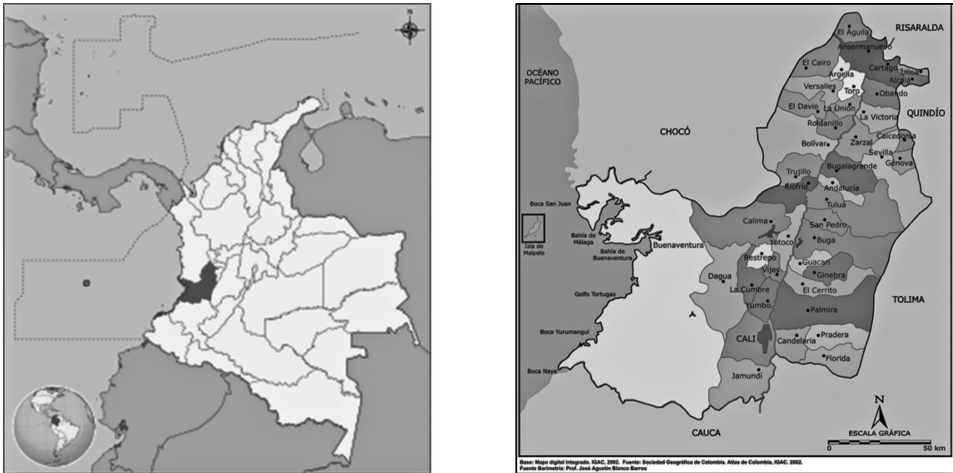 N
RISARALDA
El Águila
Ansermanuevo
OCÉANO
PACÍFICO
El Cairo
Argelia
Cartago
Ulloa
Alcalá
Versalles
Toro
Obando
CHOCÓ
QUINDÍO
El Davio
La Unión
La Victoria
Roldanillo
Caicedonia
Bolívar
Zarzal
Sevilla
Génova
Bugalagrande
Trujillo
Riofrio
Andalucía
Tuluá
Boca San Juan
Isla de
Malpelo
Bahía de
Málaga
Bahía de
Buenaventura
Buenaventura
Calima
San Pedro
Yotoco
Buga
Restrepo
Guacarí
Vijes
Ginebra
Dagua
La Cumbre
El Cerrito
Golfo Tortugas
Yumbo
TOLIMA
Palmira
Boca Yurumanguí
CALI
Candelaria
Pradera
Florida
Boca Naya
Jamundí
CAUCA
N
ESCALA GRÁFICA
0
50 km
Base: Mapa digital Integrado. IGAC, 2002. Fuente: Sociedad Geográfica de Colombia. Atlas de Colombia, IGAC. 2002.
Fuente Barimetria: Prof. José Agustín Blanco Barros